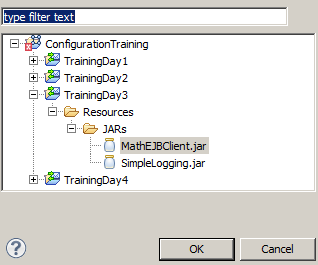 type filter text
ConfigurationTraining
TrainingDay1
TrainingDay2
TrainingDay3
Resources
JARs
MathEJBClient.jar
SimpleLogging.jar
TrainingDay4
?
OK
Cancel